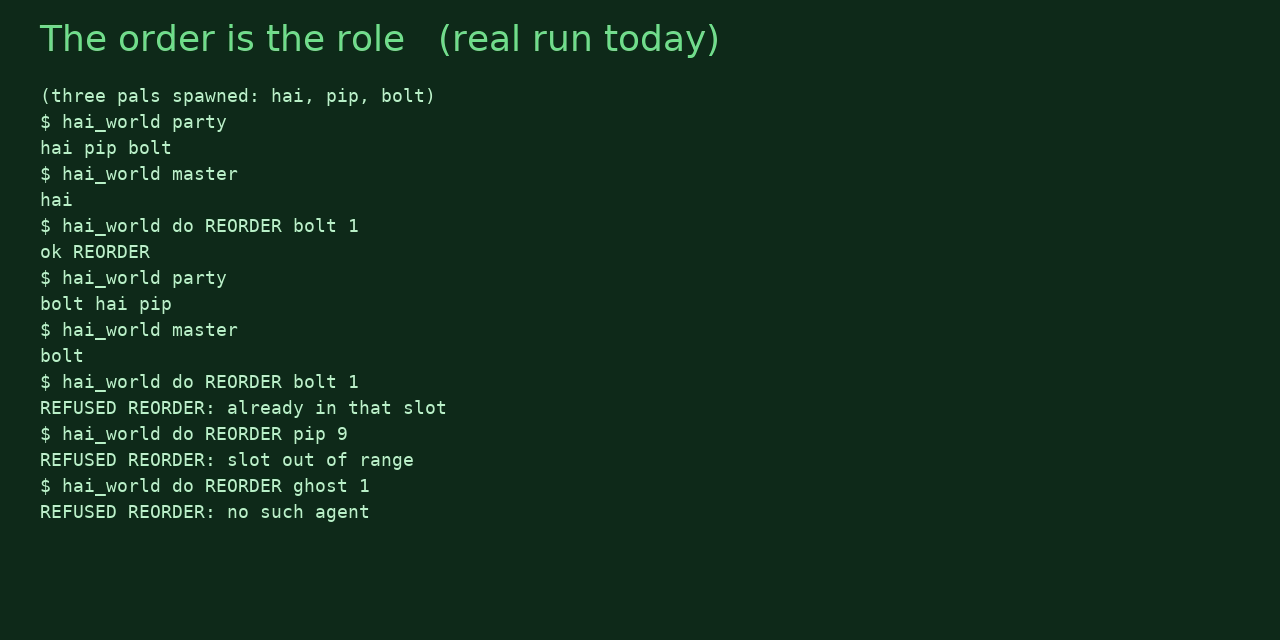 The order is the role (real run today)
(three pals spawned: hai, pip, bolt)
$ hai_world party
hai pip bolt
$ hai_world master
hai
$ hai_world do REORDER bolt 1
ok REORDER
$ hai_world party
bolt hai pip
$ hai_world master
bolt
$ hai_world do REORDER bolt 1
REFUSED REORDER: already in that slot
$ hai_world do REORDER pip 9
REFUSED REORDER: slot out of range
$ hai_world do REORDER ghost 1
REFUSED REORDER: no such agent